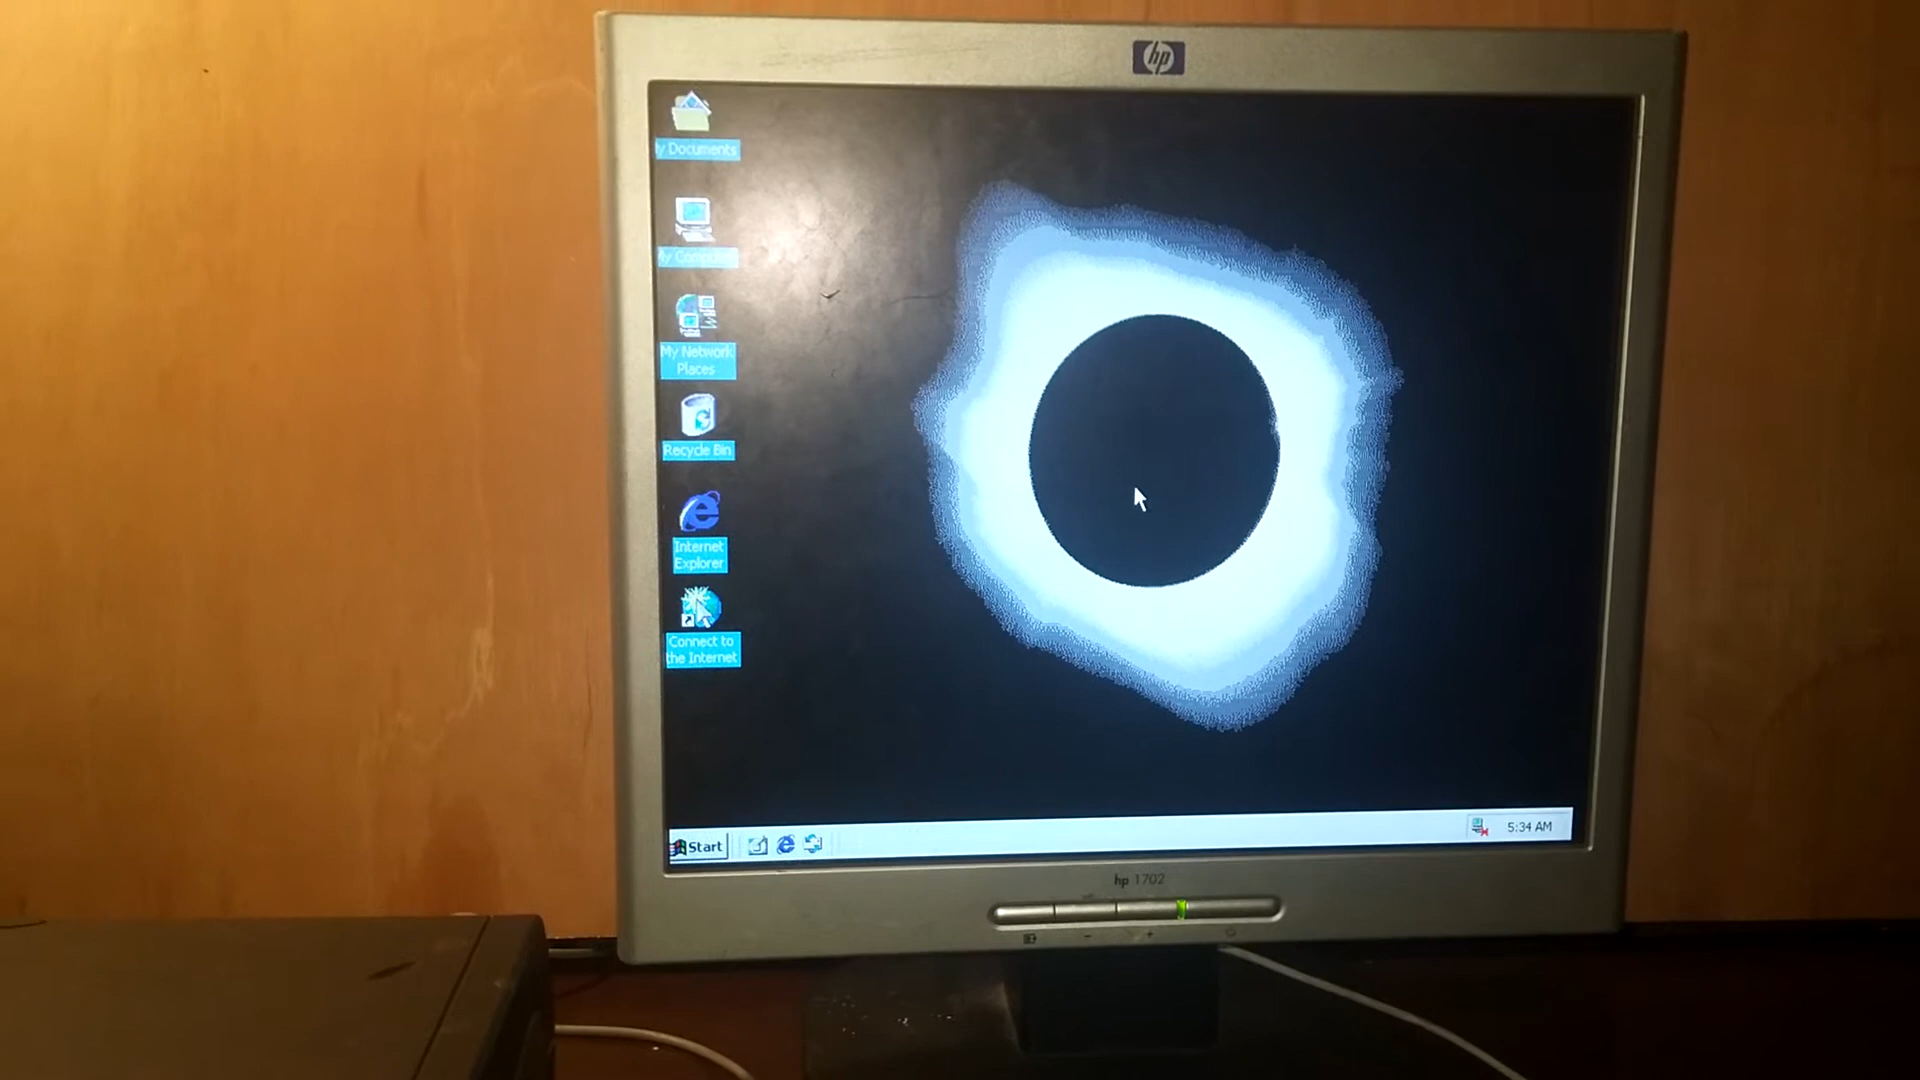 hp
y Documents
y Computer
My Network
Places
Recycle Bin
Internet
Explorer
Connect to
the Internet
Start
5:34 AM
hp 1702